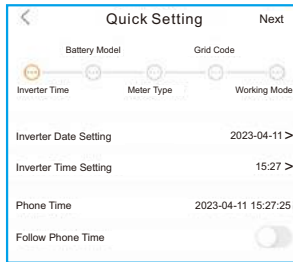 Quick Setting Next
Battery Model Grid Code
Inverter Time Meter Type Working Mode
Inverter Date Setting 2023-04-11 >
Inverter Time Setting 15:27 >
Phone Time 2023-04-11 15:27:25
Follow Phone Time